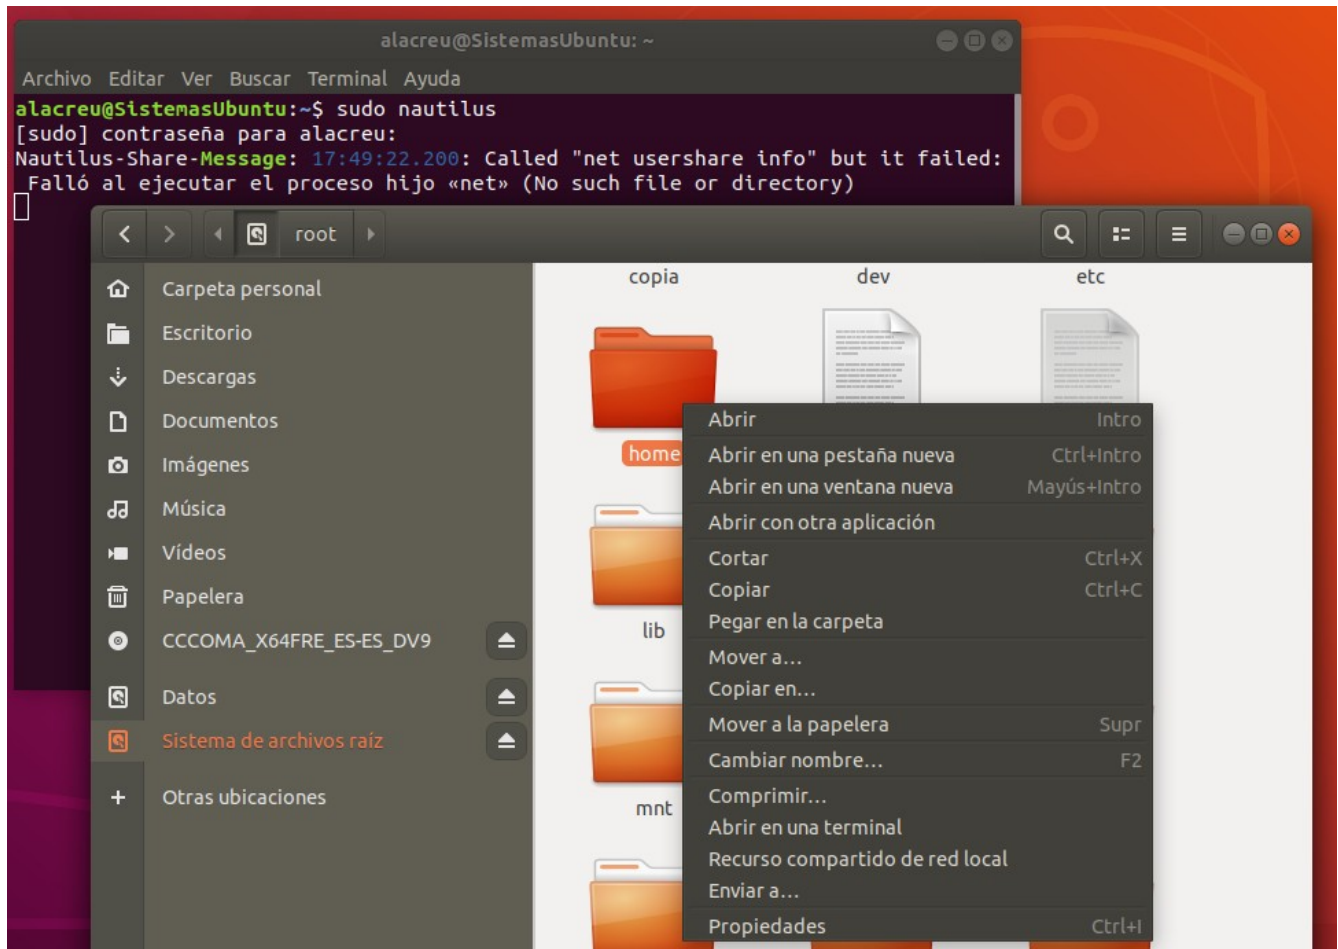 alacreu@SistemasUbuntu: ~
Archivo Editar Ver Buscar Terminal Ayuda
alacreu@SistemasUbuntu:~$ sudo nautilus
[sudo] contraseña para alacreu:
Nautilus-Share-Message: 17:49:22.200: Called "net usershare info" but it failed:
Falló al ejecutar el proceso hijo «net» (No such file or directory)
root
Carpeta personal
Escritorio
Descargas
Documentos
Imágenes
Música
Vídeos
Papelera
CCCOMA_X64FRE_ES-ES_DV9
Datos
Sistema de archivos raíz
Otras ubicaciones
copia dev etc
home
lib
mnt
Abrir Intro
Abrir en una pestaña nueva Ctrl+Intro
Abrir en una ventana nueva Mayús+Intro
Abrir con otra aplicación
Cortar Ctrl+X
Copiar Ctrl+C
Pegar en la carpeta
Mover a...
Copiar en...
Mover a la papelera Supr
Cambiar nombre... F2
Comprimir...
Abrir en una terminal
Recurso compartido de red local
Enviar a...
Propiedades Ctrl+I